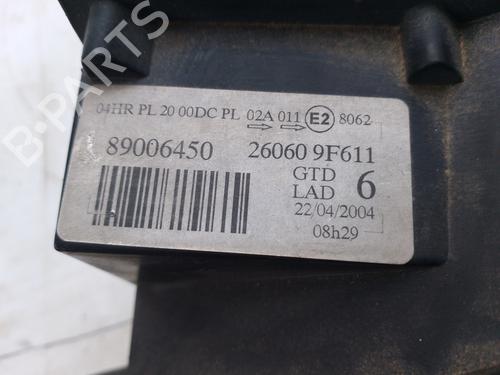 B-PARTS
04HR PL 20 00DC PL 02A 011 E2 8062
89006450 26060 9F611
GTD
LAD 6
22/04/2004
08h29